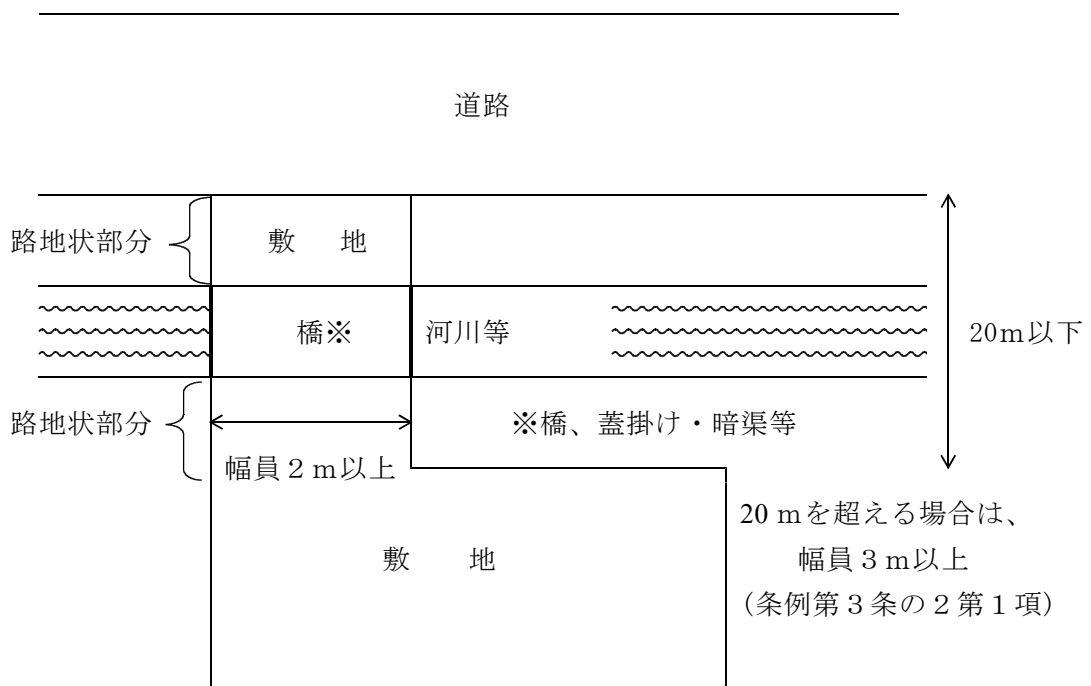 道路
路地状部分
敷　地
橋※
河川等
20m以下
路地状部分
※橋、蓋掛け・暗渠等
幅員２ｍ以上
20 ｍを超える場合は、
幅員３ｍ以上
（条例第３条の２第１項）
敷　地